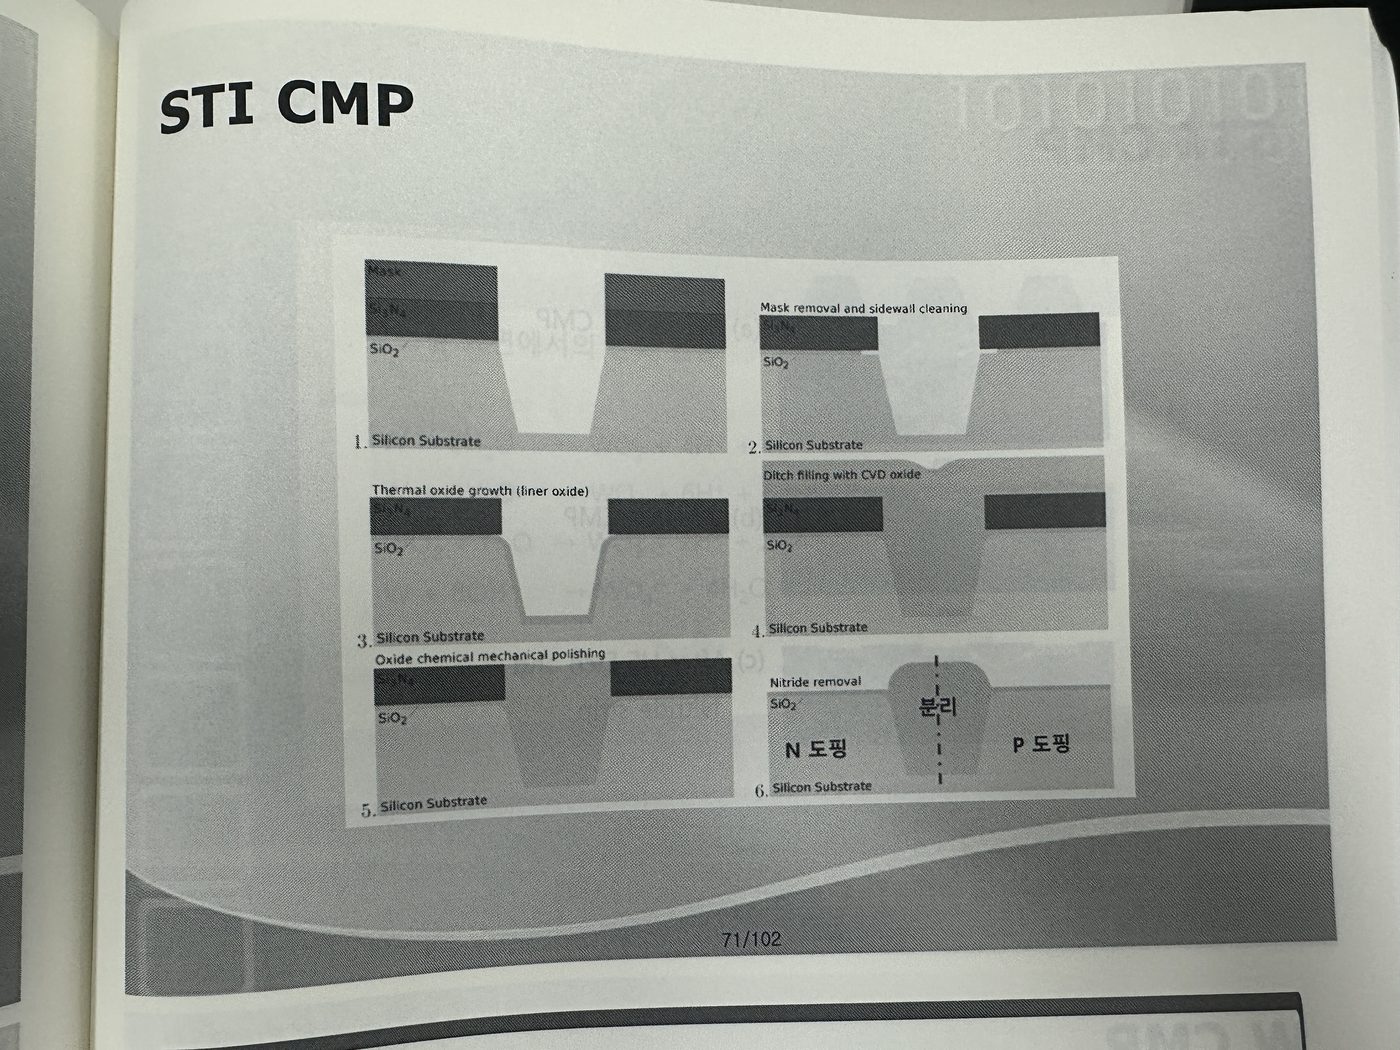 STI CMP
Mask
Si₃N₄
SiO₂
1. Silicon Substrate
Mask removal and sidewall cleaning
Si₃N₄
SiO₂
2. Silicon Substrate
Thermal oxide growth (liner oxide)
Si₃N₄
SiO₂
3. Silicon Substrate
Ditch filling with CVD oxide
Si₃N₄
SiO₂
4. Silicon Substrate
Oxide chemical mechanical polishing
Si₃N₄
SiO₂
5. Silicon Substrate
Nitride removal
SiO₂
분리
N 도핑
P 도핑
6. Silicon Substrate
71/102